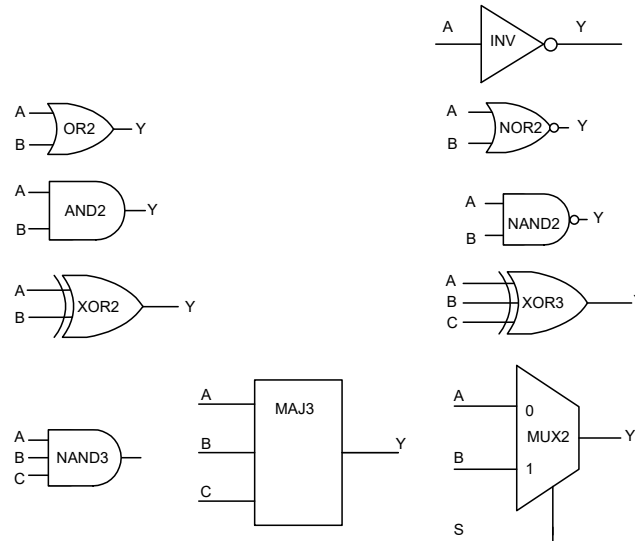 A INV Y
A OR2 Y
B
A NOR2 Y
B
A AND2 Y
B
A NAND2 Y
B
A XOR2 Y
B
A XOR3
B
C
A NAND3
B
C
A MAJ3
B Y
C
A 0
MUX2 Y
B 1
S